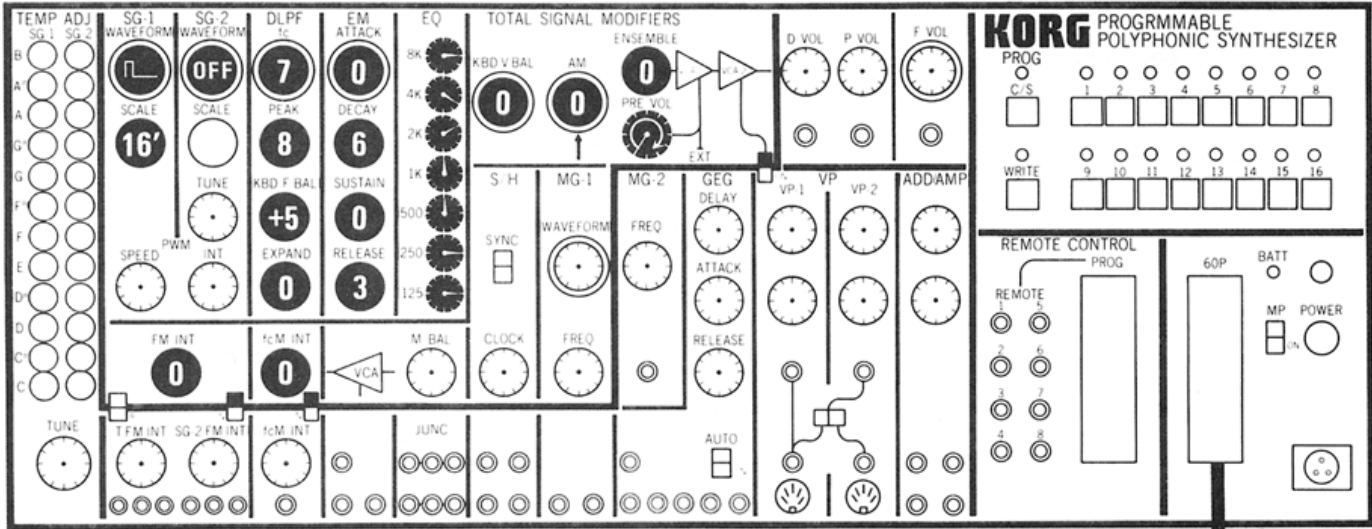 TEMP ADJ
SG 1 SG 2
B
A#
A
G#
G
F#
F
E
D#
D
C#
C
TUNE
SG-1
WAVEFORM
SCALE
16'
SPEED
PWM
SG-2
WAVEFORM
OFF
SCALE
TUNE
INT
DLPF
fc
7
PEAK
8
KBD F BAL
+5
EXPAND
0
EM
ATTACK
0
DECAY
6
SUSTAIN
0
RELEASE
3
EQ
8K
4K
2K
1K
500
250
125
FM INT
0
fcM INT
0
VCA
M BAL
T FM INT
SG-2 FM INT
fcM INT
JUNC
TOTAL SIGNAL MODIFIERS
KBD V BAL
0
AM
0
ENSEMBLE
0
PRE VOL
EXT
VCA
S/H
SYNC
CLOCK
MG-1
WAVEFORM
FREQ
MG-2
FREQ
GEG
DELAY
ATTACK
RELEASE
AUTO
D VOL
P VOL
F VOL
VP
VP-1
VP-2
ADD AMP
KORG PROGRMMABLE
POLYPHONIC SYNTHESIZER
PROG
C/S
1 2 3 4 5 6 7 8
WRITE
9 10 11 12 13 14 15 16
REMOTE CONTROL
PROG
REMOTE
1 5
2 6
3 7
4 8
60P
BATT
MP
ON
POWER